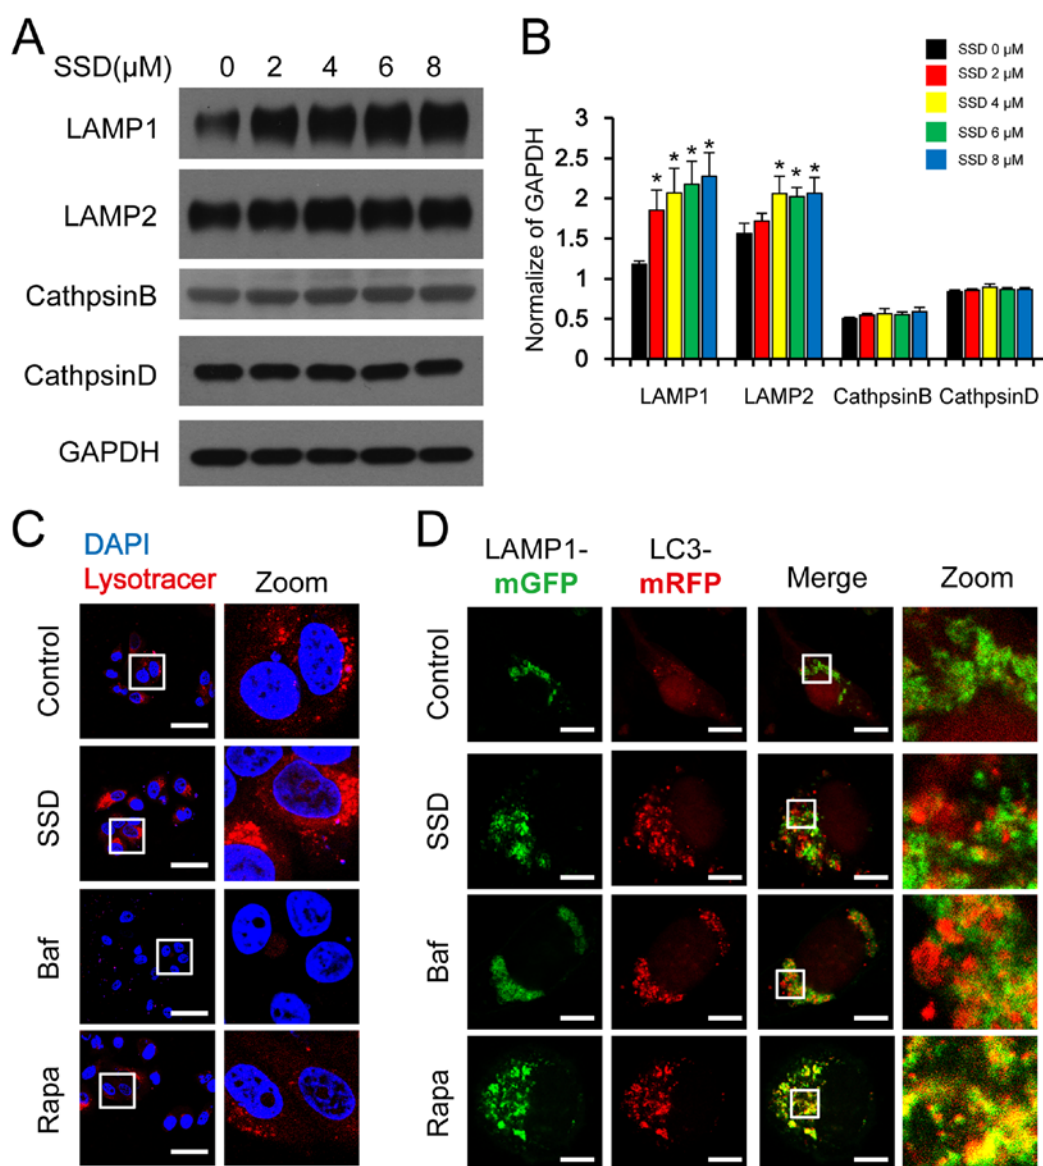 A
SSD(μM) 0 2 4 6 8
LAMP1
LAMP2
CathpsinB
CathpsinD
GAPDH
B
SSD 0 μM
SSD 2 μM
SSD 4 μM
SSD 6 μM
SSD 8 μM
Normalize of GAPDH
3
2.5
2
1.5
1
0.5
0
* * * *
* * *
LAMP1 LAMP2 CathpsinB CathpsinD
C
DAPI
Lysotracer Zoom
Control
SSD
Baf
Rapa
D
LAMP1- LC3-
mGFP mRFP Merge Zoom
Control
SSD
Baf
Rapa